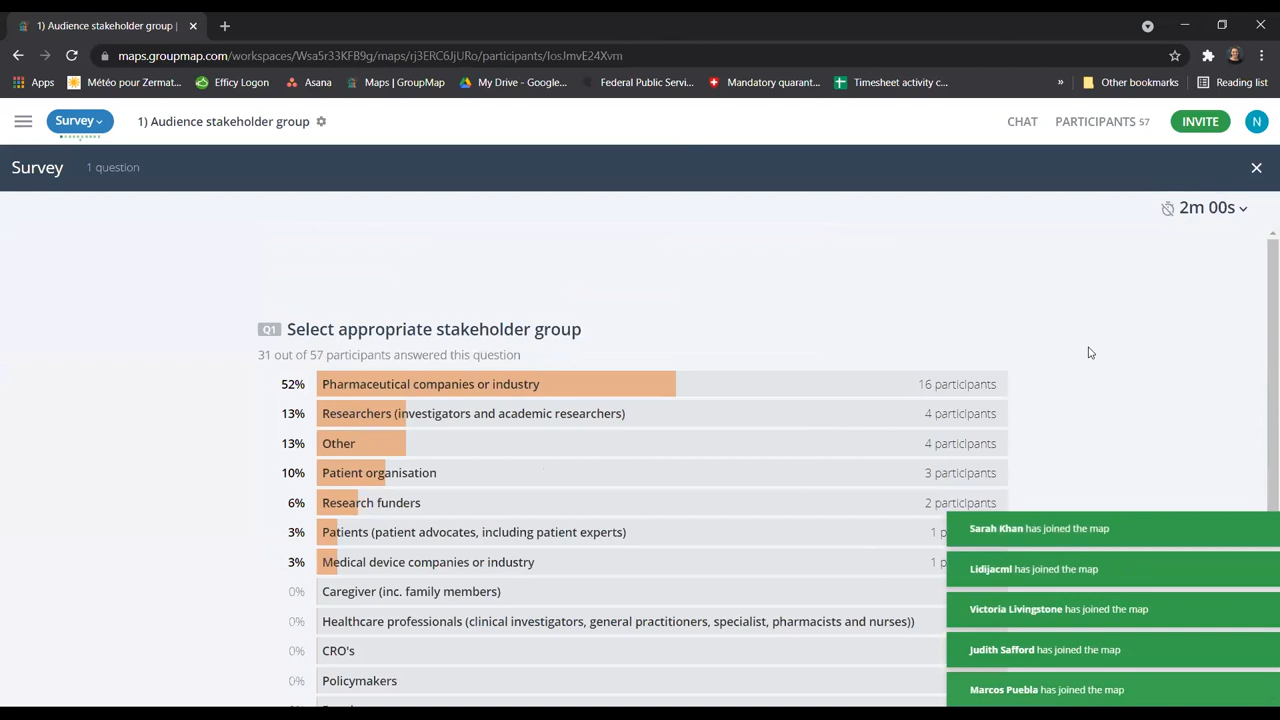 1) Audience stakeholder group |
maps.groupmap.com/workspaces/Wsa5r33KFB9g/maps/rj3ERC6JjURo/participants/IosJmvE24Xvm
Apps Météo pour Zermat... Efficy Logon Asana Maps | GroupMap My Drive - Google... Federal Public Servi... Mandatory quarant... Timesheet activity c... » Other bookmarks Reading list
Survey 1) Audience stakeholder group CHAT PARTICIPANTS 57 INVITE N
Survey 1 question
2m 00s
Q1 Select appropriate stakeholder group
31 out of 57 participants answered this question
52% Pharmaceutical companies or industry 16 participants
13% Researchers (investigators and academic researchers) 4 participants
13% Other 4 participants
10% Patient organisation 3 participants
6% Research funders 2 participants
3% Patients (patient advocates, including patient experts) 1 p
3% Medical device companies or industry 1 p
0% Caregiver (inc. family members)
0% Healthcare professionals (clinical investigators, general practitioners, specialist, pharmacists and nurses))
0% CRO's
0% Policymakers
Sarah Khan has joined the map
Lidijacml has joined the map
Victoria Livingstone has joined the map
Judith Safford has joined the map
Marcos Puebla has joined the map